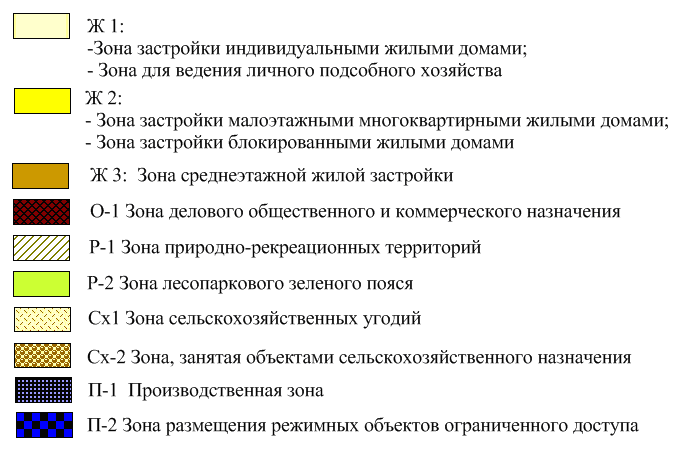 Ж 1:
-Зона застройки индивидуальными жилыми домами;
- Зона для ведения личного подсобного хозяйства
Ж 2:
- Зона застройки малоэтажными многоквартирными жилыми домами;
- Зона застройки блокированными жилыми домами
Ж 3: Зона среднеэтажной жилой застройки
О-1 Зона делового общественного и коммерческого назначения
Р-1 Зона природно-рекреационных территорий
Р-2 Зона лесопаркового зеленого пояса
Сх1 Зона сельскохозяйственных угодий
Сх-2 Зона, занятая объектами сельскохозяйственного назначения
П-1 Производственная зона
П-2 Зона размещения режимных объектов ограниченного доступа